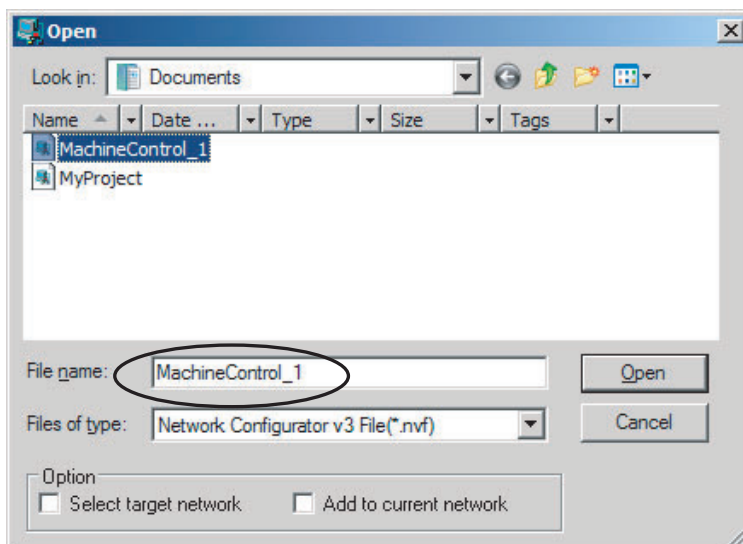 Open
Look in: Documents
Name Date ... Type Size Tags
MachineControl_1
MyProject
File name: MachineControl_1 Open
Files of type: Network Configurator v3 File(*.nvf) Cancel
Option
Select target network Add to current network